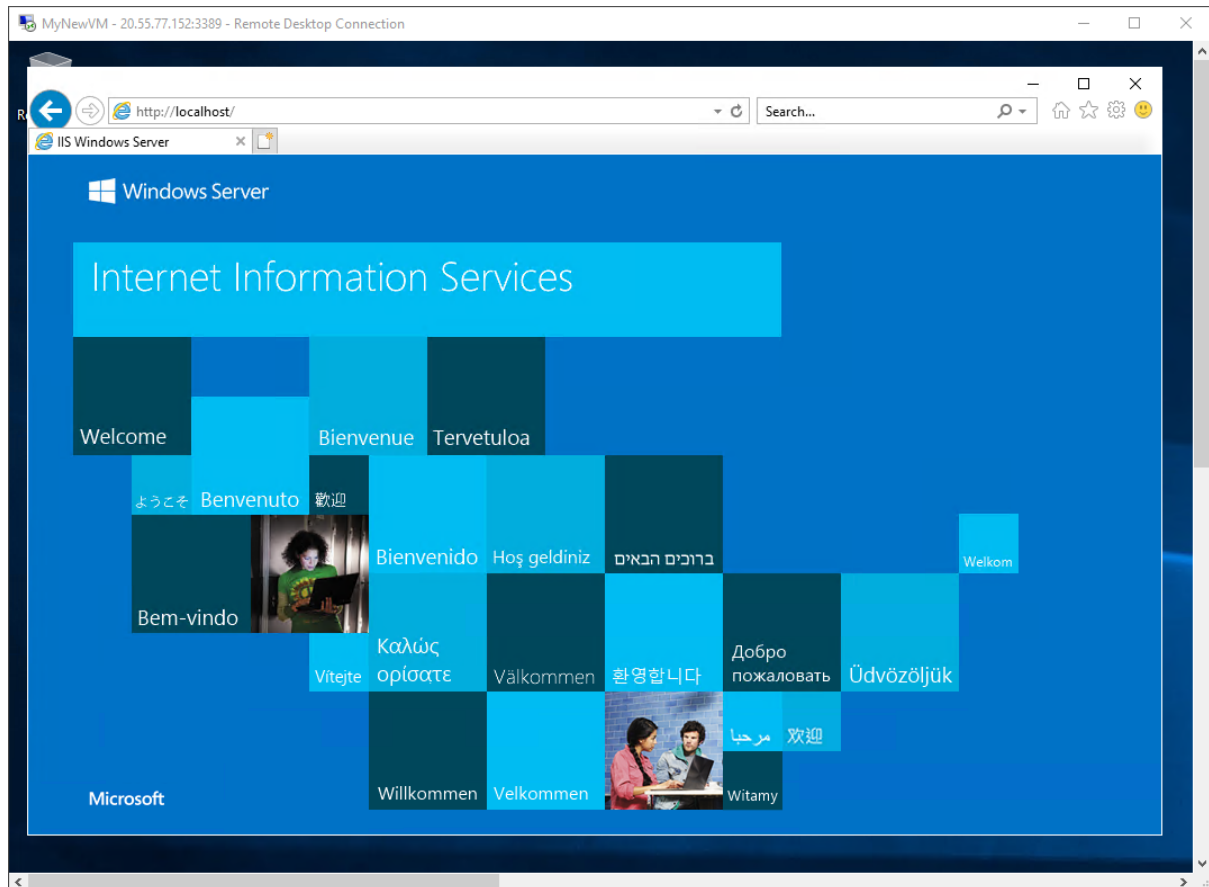 MyNewVM - 20.55.77.152:3389 - Remote Desktop Connection
http://localhost/
Search...
IIS Windows Server
Windows Server
Internet Information Services
Welcome
Bienvenue
Tervetuloa
ようこそ
Benvenuto
歡迎
Bienvenido
Hoş geldiniz
ברוכים הבאים
Welkom
Bem-vindo
Vítejte
Καλώς
ορίσατε
Välkommen
환영합니다
Добро
пожаловать
Üdvözöljük
مرحبا
欢迎
Willkommen
Velkommen
Witamy
Microsoft